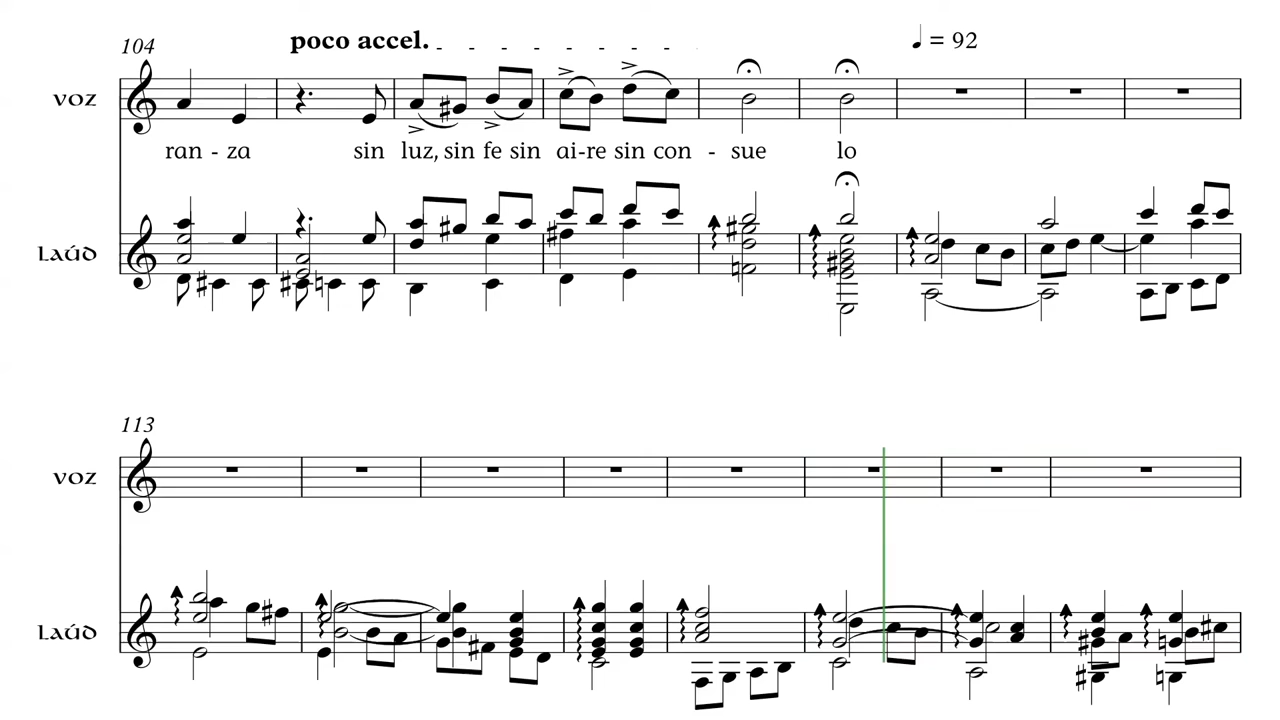 104 poco accel. ♩ = 92
voz
ran - za sin luz, sin fe sin ai-re sin con - sue lo
laúd
113
voz
laúd